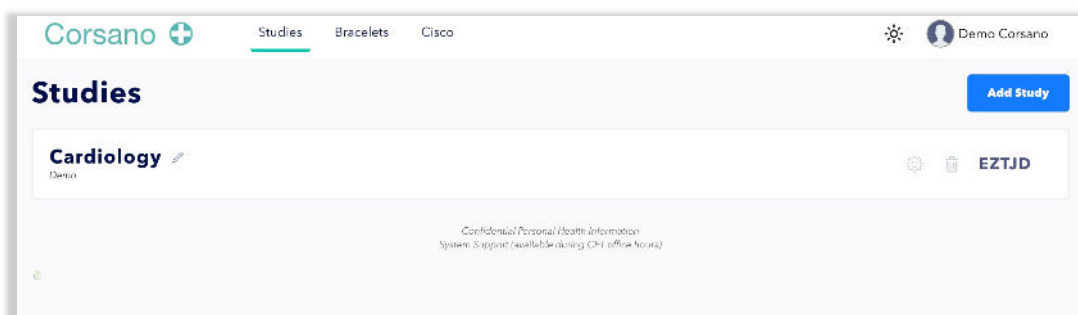 Corsano Studies Bracelets Cisco Demo Corsano
Studies Add Study
Cardiology EZTJD
Demo
Confidential Personal Health Information
System Support (available during CET office hours)